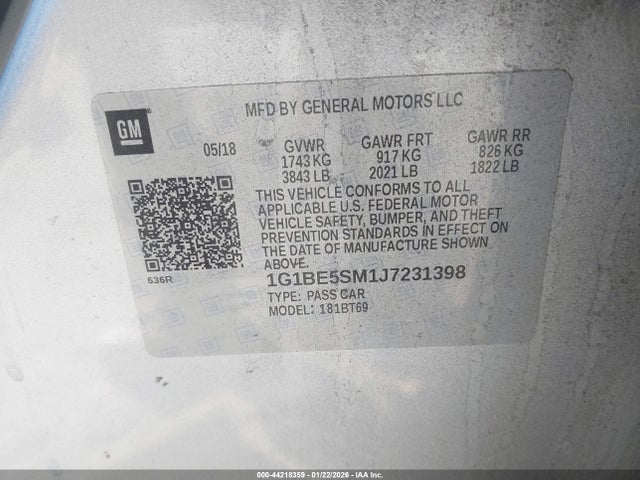 GM
MFD BY GENERAL MOTORS LLC
05/18 GVWR GAWR FRT GAWR RR
1743 KG 917 KG 826 KG
3843 LB 2021 LB 1822 LB
THIS VEHICLE CONFORMS TO ALL
APPLICABLE U.S. FEDERAL MOTOR
VEHICLE SAFETY, BUMPER, AND THEFT
PREVENTION STANDARDS IN EFFECT ON
THE DATE OF MANUFACTURE SHOWN
ABOVE.
636R
1G1BE5SM1J7231398
TYPE: PASS CAR
MODEL: 181BT69
000-44218359 - 01/22/2026 - Copyright © 2026 IAA, Inc.